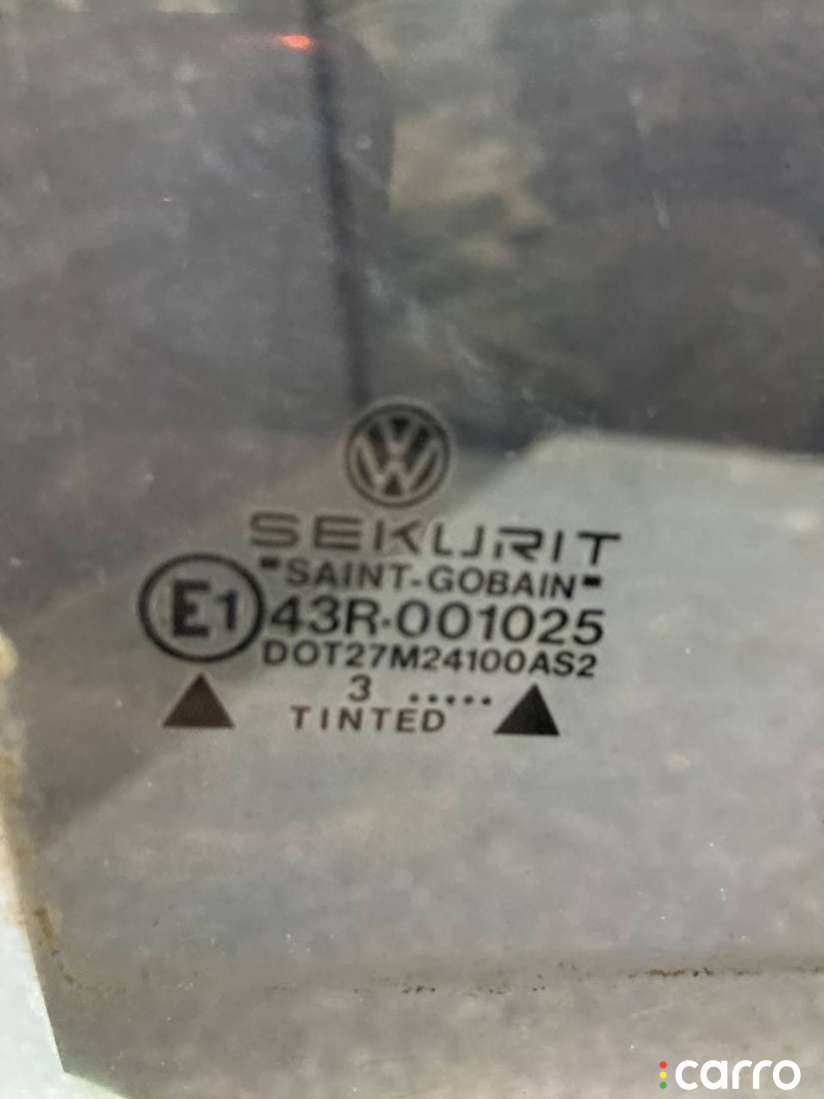 SEKURIT
"SAINT-GOBAIN"
E1 43R-001025
DOT27M24100AS2
3 .....
TINTED
carro